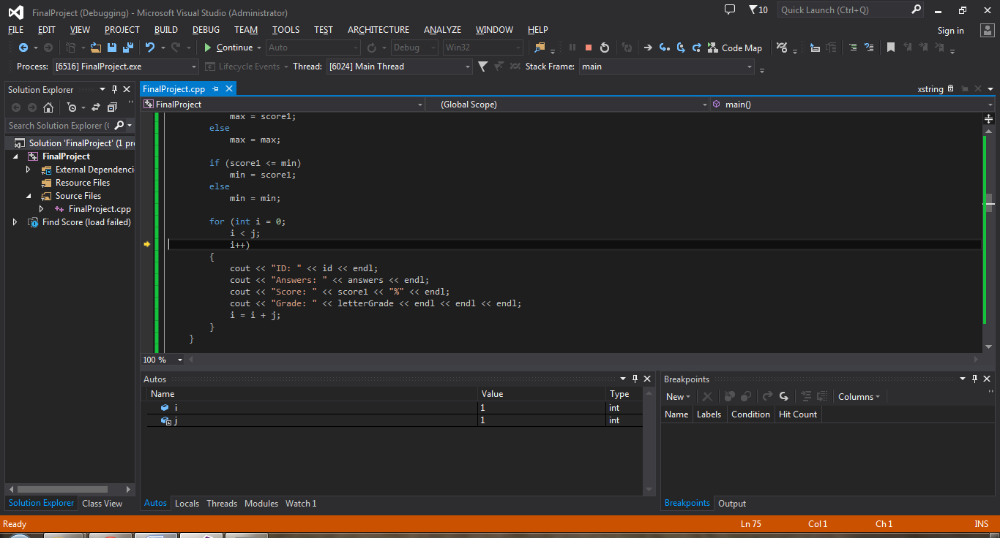 FinalProject (Debugging) - Microsoft Visual Studio (Administrator)
10
Quick Launch (Ctrl+Q)
FILE EDIT VIEW PROJECT BUILD DEBUG TEAM TOOLS TEST ARCHITECTURE ANALYZE WINDOW HELP
Sign in
Continue Auto Debug Win32 Code Map
Process: [6516] FinalProject.exe Lifecycle Events Thread: [6024] Main Thread Stack Frame: main
Solution Explorer
Search Solution Explorer (
Solution 'FinalProject' (1 pr
FinalProject
External Dependenci
Resource Files
Source Files
FinalProject.cpp
Find Score (load failed)
Solution Explorer Class View
FinalProject.cpp
xstring
FinalProject (Global Scope) main()
max = score1;
else
max = max;
if (score1 <= min)
min = score1;
else
min = min;
for (int i = 0;
i < j;
i++)
{
cout << "ID: " << id << endl;
cout << "Answers: " << answers << endl;
cout << "Score: " << score1 << "%" << endl;
cout << "Grade: " << letterGrade << endl << endl << endl;
i = i + j;
}
}
100 %
Autos
Name Value Type
i 1 int
j 1 int
Autos Locals Threads Modules Watch 1
Breakpoints
New Columns
Name Labels Condition Hit Count
Breakpoints Output
Ready Ln 75 Col 1 Ch 1 INS